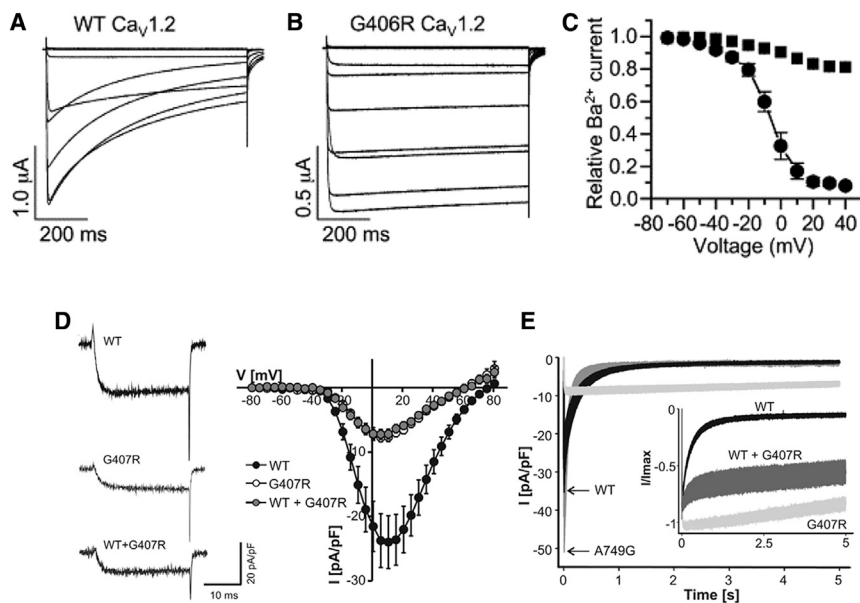 A
WT CaV1.2
1.0 µA
200 ms
B
G406R CaV1.2
0.5 µA
200 ms
C
Relative Ba2+ current
1.0
0.8
0.6
0.4
0.2
0.0
-80 -60 -40 -20 0 20 40
Voltage (mV)
D
WT
G407R
WT+G407R
20 pA/pF
10 ms
V [mV]
-80 -60 -40 -20 0 20 40 60 80
-10
-20
-30
I [pA/pF]
WT
G407R
WT + G407R
E
I [pA/pF]
0
-10
-20
-30
-40
-50
WT
A749G
0 1 2 3 4 5
Time [s]
I/Imax
0
-0.5
-1
WT
WT + G407R
G407R
0 2.5 5